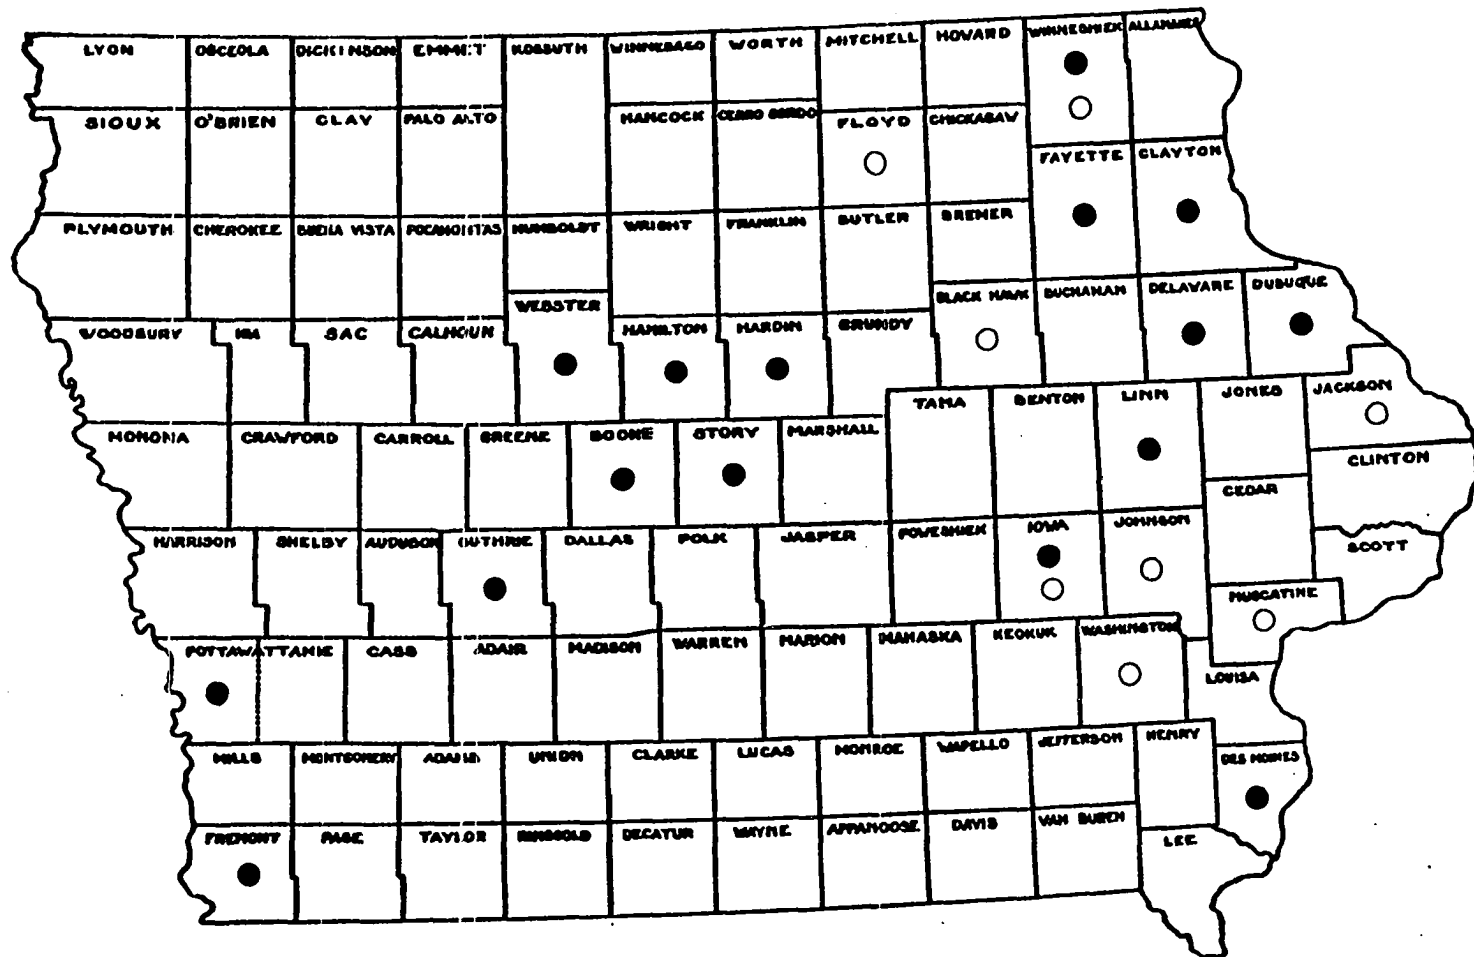 LYON OSCEOLA DICKINSON EMMET KOSSUTH WINNEBAGO WORTH MITCHELL HOWARD WINNESHIEK ALLAMAKEE
SIOUX O'BRIEN CLAY PALO ALTO HANCOCK CERRO GORDO FLOYD CHICKASAW
FAYETTE CLAYTON
PLYMOUTH CHEROKEE BUENA VISTA POCAHONTAS HUMBOLDT WRIGHT FRANKLIN BUTLER BREMER
WEBSTER BLACK HAWK BUCHANAN DELAWARE DUBUQUE
WOODBURY IDA SAC CALHOUN HAMILTON HARDIN GRUNDY
TAMA BENTON LINN JONES JACKSON
MONONA CRAWFORD CARROLL GREENE BOONE STORY MARSHALL
CLINTON
CEDAR
HARRISON SHELBY AUDUBON GUTHRIE DALLAS POLK JASPER POWESHIEK IOWA JOHNSON
SCOTT
MUSCATINE
POTTAWATTAMIE CASS ADAIR MADISON WARREN MARION MAHASKA KEOKUK WASHINGTON
LOUISA
MILLS MONTGOMERY ADAMS UNION CLARKE LUCAS MONROE WAPELLO JEFFERSON HENRY
DES MOINES
FREMONT PAGE TAYLOR RINGGOLD DECATUR WAYNE APPANOOSE DAVIS VAN BUREN
LEE